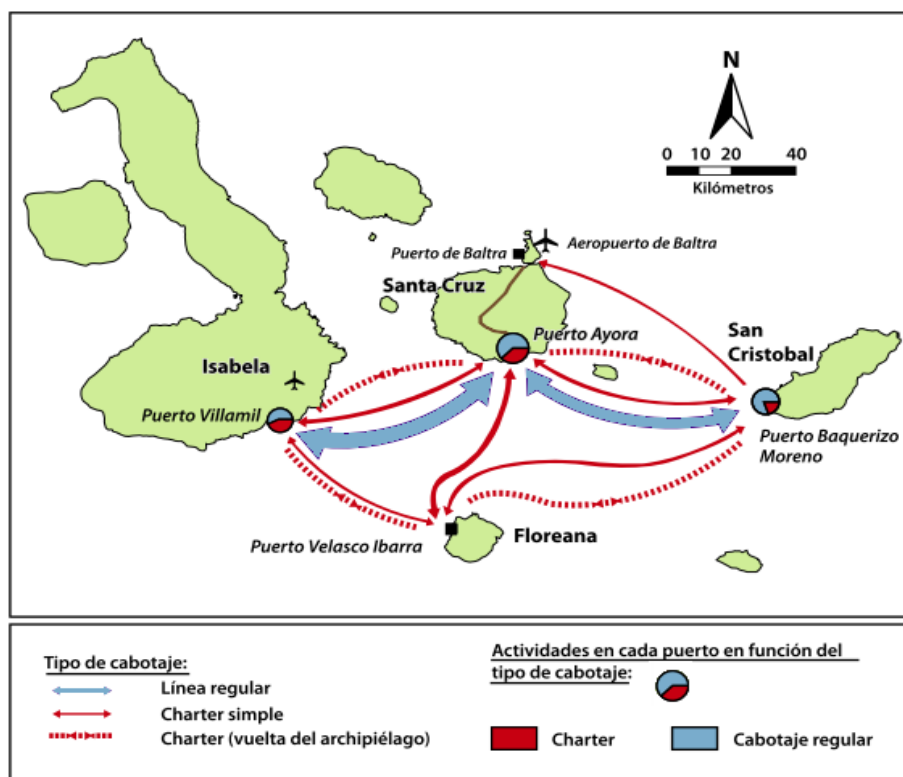 N
0 10 20 40
Kilómetros
Puerto de Baltra
Aeropuerto de Baltra
Santa Cruz
Puerto Ayora
San
Cristobal
Isabela
Puerto Villamil
Puerto Baquerizo
Moreno
Puerto Velasco Ibarra
Floreana
Tipo de cabotaje:
Línea regular
Charter simple
Charter (vuelta del archipiélago)
Actividades en cada puerto en función del
tipo de cabotaje:
Charter
Cabotaje regular